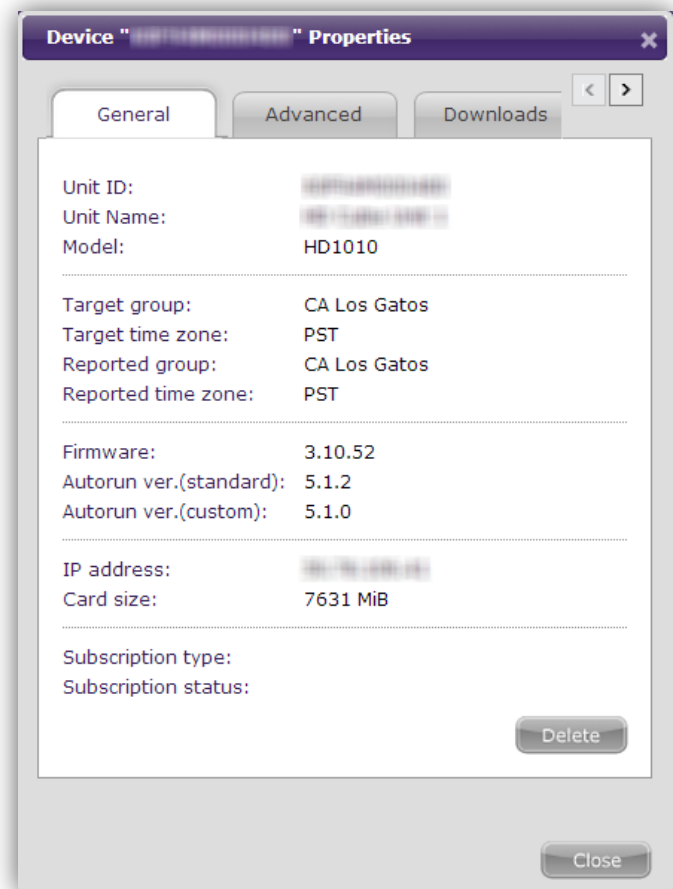 Device " " Properties
General Advanced Downloads
Unit ID:
Unit Name:
Model: HD1010
Target group: CA Los Gatos
Target time zone: PST
Reported group: CA Los Gatos
Reported time zone: PST
Firmware: 3.10.52
Autorun ver.(standard): 5.1.2
Autorun ver.(custom): 5.1.0
IP address:
Card size: 7631 MiB
Subscription type:
Subscription status:
Delete
Close